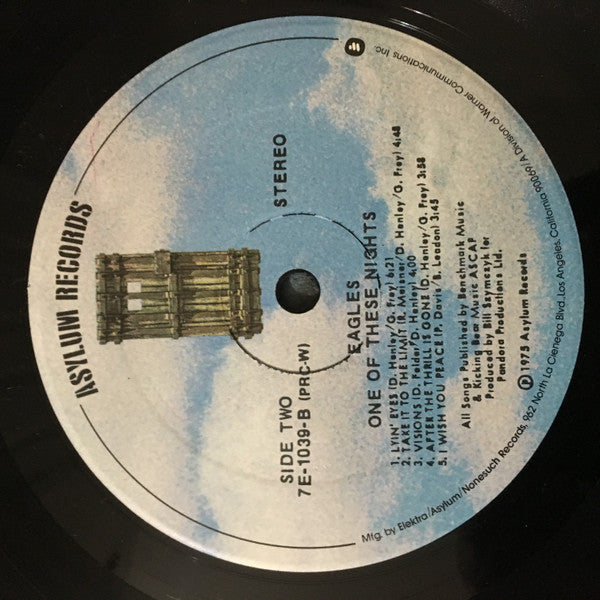 ASYLUM RECORDS
SIDE TWO
7E-1039-B (PRC-W)
STEREO
EAGLES
ONE OF THESE NIGHTS
1. LYIN' EYES (D. Henley/G. Frey) 6:21
2. TAKE IT TO THE LIMIT (R. Meisner/D. Henley/G. Frey) 4:48
3. VISIONS (D. Felder/D. Henley) 4:00
4. AFTER THE THRILL IS GONE (D. Henley/G. Frey) 3:58
5. I WISH YOU PEACE (P. Davis/B. Leadon) 3:45
All Songs Published by Benchmark Music
& Kicking Bear Music ASCAP
Produced by Bill Szymczyk for
Pandora Productions Ltd.
℗ 1975 Asylum Records
Mfg. by Elektra/Asylum/Nonesuch Records, 962 North La Cienega Blvd., Los Angeles, California 90069/A Division of Warner Communications Inc.